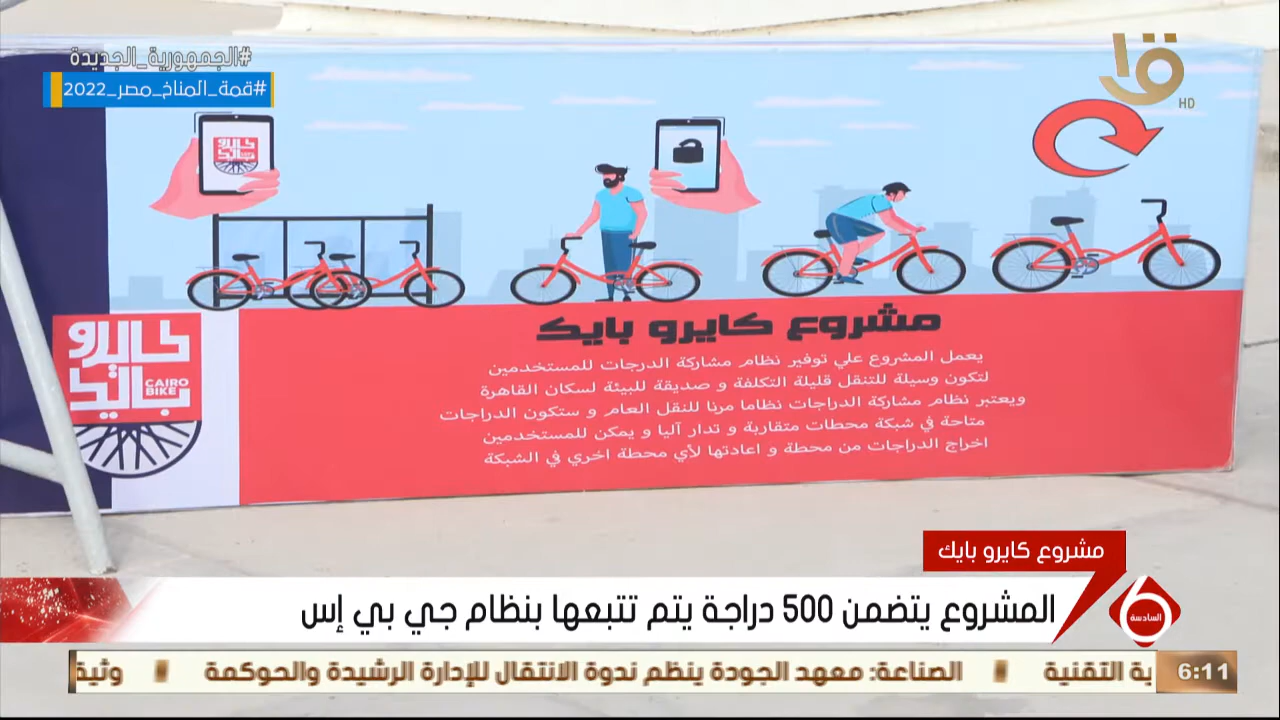 #الجمهورية_الجديدة
#قمة_المناخ_مصر_2022
HD
كايرو
بايك
مشروع كايرو بايك
يعمل المشروع علي توفير نظام مشاركة الدرجات للمستخدمين
لتكون وسيلة للتنقل قليلة التكلفة و صديقة للبيئة لسكان القاهرة
ويعتبر نظام مشاركة الدراجات نظاما مرنا للنقل العام و ستكون الدراجات
متاحة في شبكة محطات متقاربة و تدار آليا و يمكن للمستخدمين
اخراج الدراجات من محطة و اعادتها لأي محطة اخري في الشبكة
كايرو
بايك
CAIRO
BIKE
مشروع كايرو بايك
السادسة
المشروع يتضمن 500 دراجة يتم تتبعها بنظام جي بي إس
6:11
ية التقنية
الصناعة: معهد الجودة ينظم ندوة الانتقال للإدارة الرشيدة والحوكمة